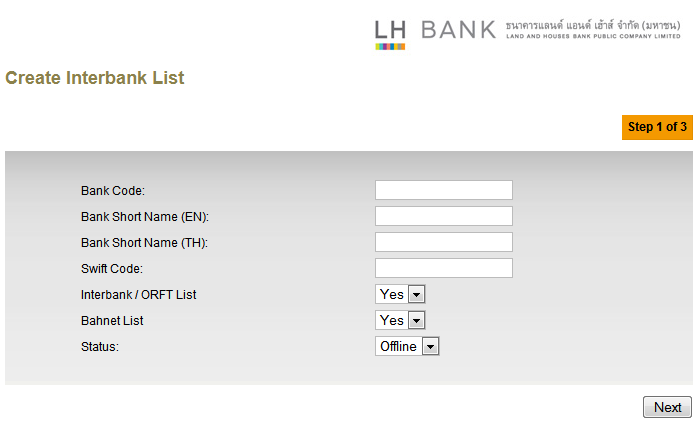 LH BANK
ธนาคารแลนด์ แอนด์ เฮ้าส์ จำกัด (มหาชน)
LAND AND HOUSES BANK PUBLIC COMPANY LIMITED
Create Interbank List
Step 1 of 3
Bank Code:
Bank Short Name (EN):
Bank Short Name (TH):
Swift Code:
Interbank / ORFT List Yes
Bahnet List Yes
Status: Offline
Next